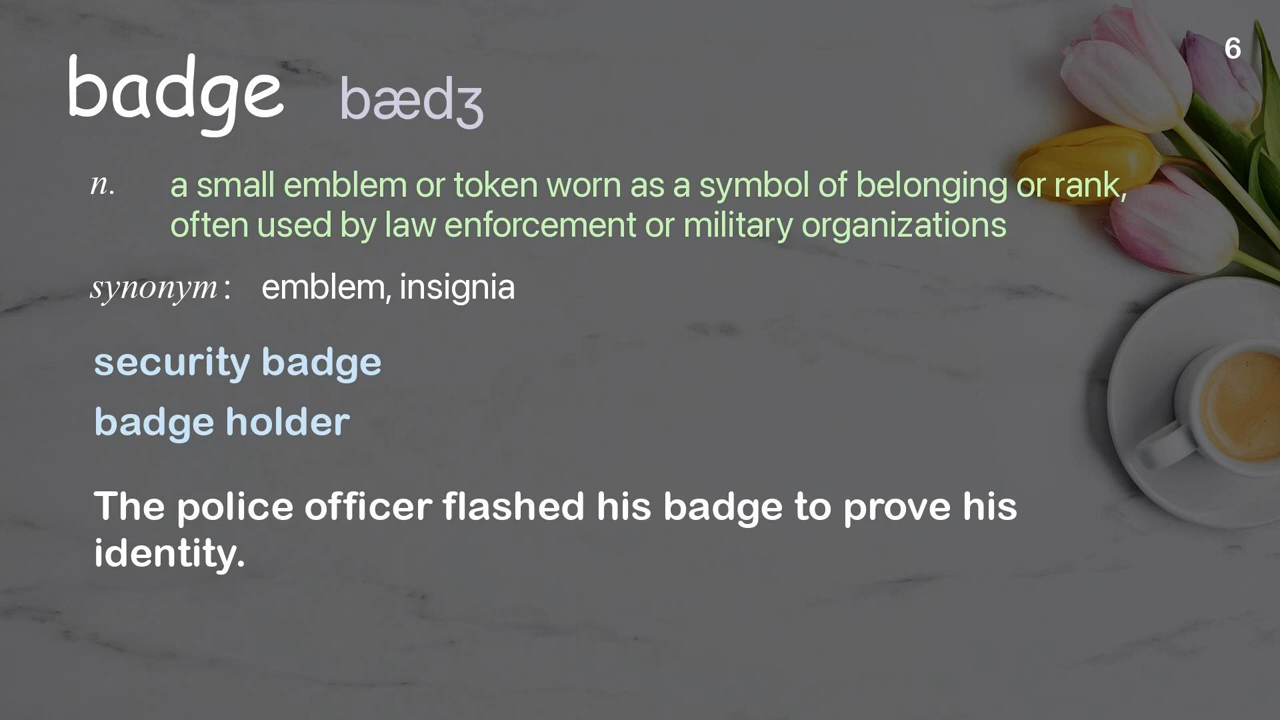 6
badge bædʒ
n. a small emblem or token worn as a symbol of belonging or rank,
often used by law enforcement or military organizations
synonym: emblem, insignia
security badge
badge holder
The police officer flashed his badge to prove his
identity.